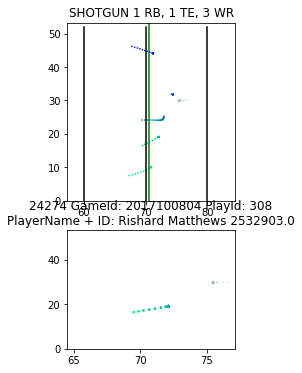 SHOTGUN 1 RB, 1 TE, 3 WR
50
40
30
20
10
0
60 70 80
24274 GameId: 2017100804 PlayId: 308
PlayerName + ID: Rishard Matthews 2532903.0
40
20
0
65 70 75